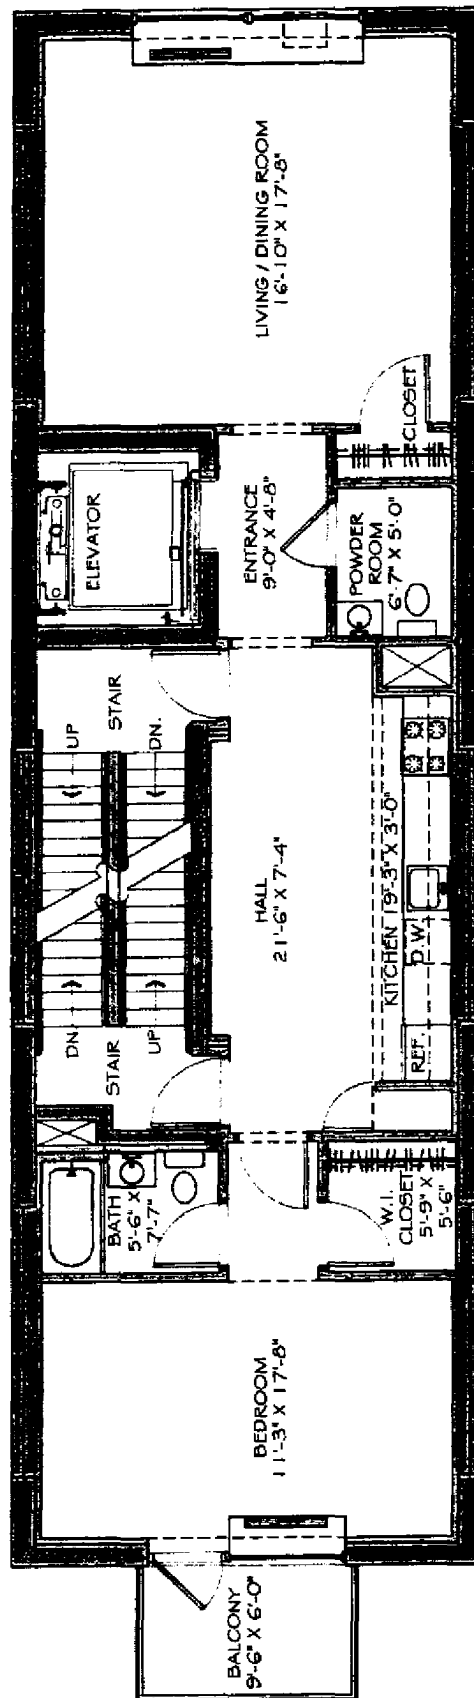 LIVING / DINING ROOM
16'-10" X 17'-8"
CLOSET
ELEVATOR
ENTRANCE
9'-0" X 4'-8"
POWDER
ROOM
6'-7" X 5'-0"
UP
STAIR
DN.
HALL
21'-6" X 7'-4"
KITCHEN 19'-3" X 3'-0"
D.W.
REF.
DN.
STAIR
UP
BATH
5'-6" X
7'-7"
W.I.
CLOSET
5'-9" X
5'-6"
BEDROOM
11'-3" X 17'-8"
BALCONY
9'-6" X 6'-0"